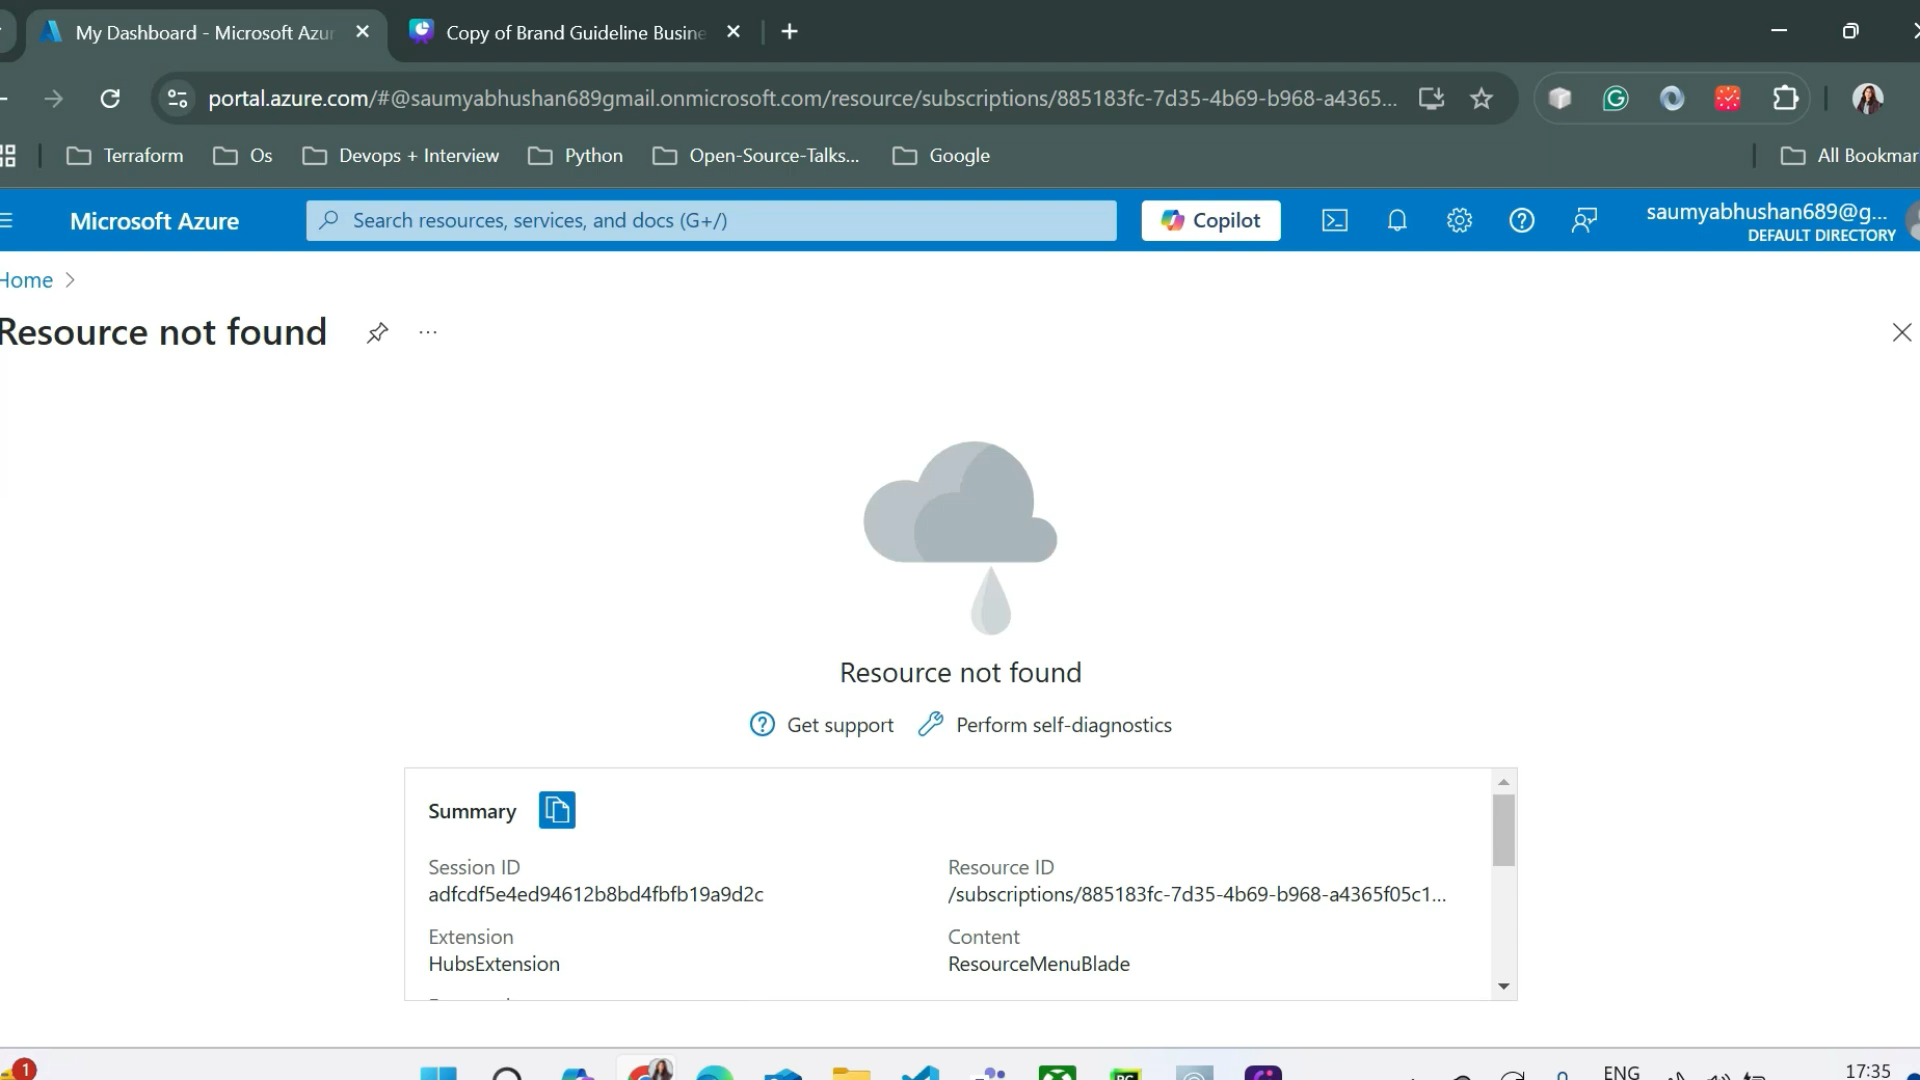 My Dashboard - Microsoft Azur
Copy of Brand Guideline Busine
portal.azure.com/#@saumyabhushan689gmail.onmicrosoft.com/resource/subscriptions/885183fc-7d35-4b69-b968-a4365...
Terraform
Os
Devops + Interview
Python
Open-Source-Talks...
Google
All Bookmar
Microsoft Azure
Search resources, services, and docs (G+/)
Copilot
saumyabhushan689@g...
DEFAULT DIRECTORY
Home
Resource not found
Resource not found
Get support
Perform self-diagnostics
Summary
Session ID
Resource ID
adfcdf5e4ed94612b8bd4fbfb19a9d2c
/subscriptions/885183fc-7d35-4b69-b968-a4365f05c1...
Extension
Content
HubsExtension
ResourceMenuBlade
1
ENG
17:35